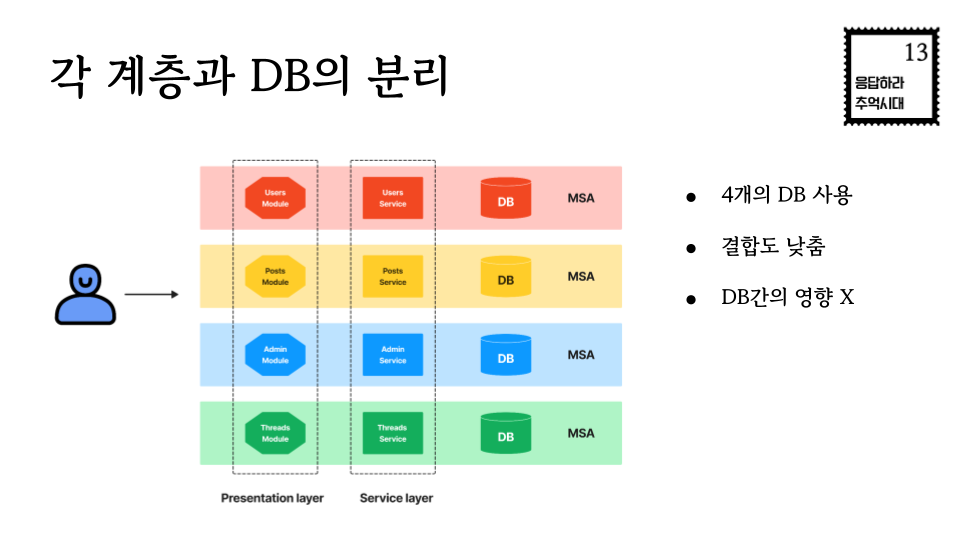 각 계층과 DB의 분리
13
응답하라
추억시대
Users
Module
Users
Service
DB
MSA
Posts
Module
Posts
Service
DB
MSA
Admin
Module
Admin
Service
DB
MSA
Threads
Module
Threads
Service
DB
MSA
Presentation layer
Service layer
● 4개의 DB 사용
● 결합도 낮춤
● DB간의 영향 X